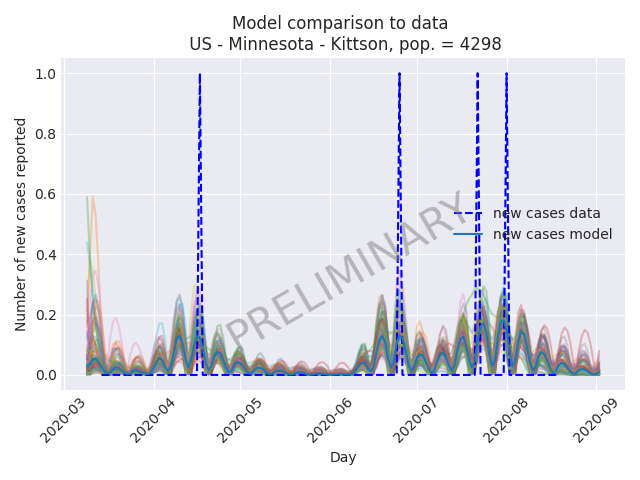 Model comparison to data
US - Minnesota - Kittson, pop. = 4298
Number of new cases reported
1.0
0.8
0.6
0.4
0.2
0.0
PRELIMINARY
new cases data
new cases model
2020-03
2020-04
2020-05
2020-06
2020-07
2020-08
2020-09
Day